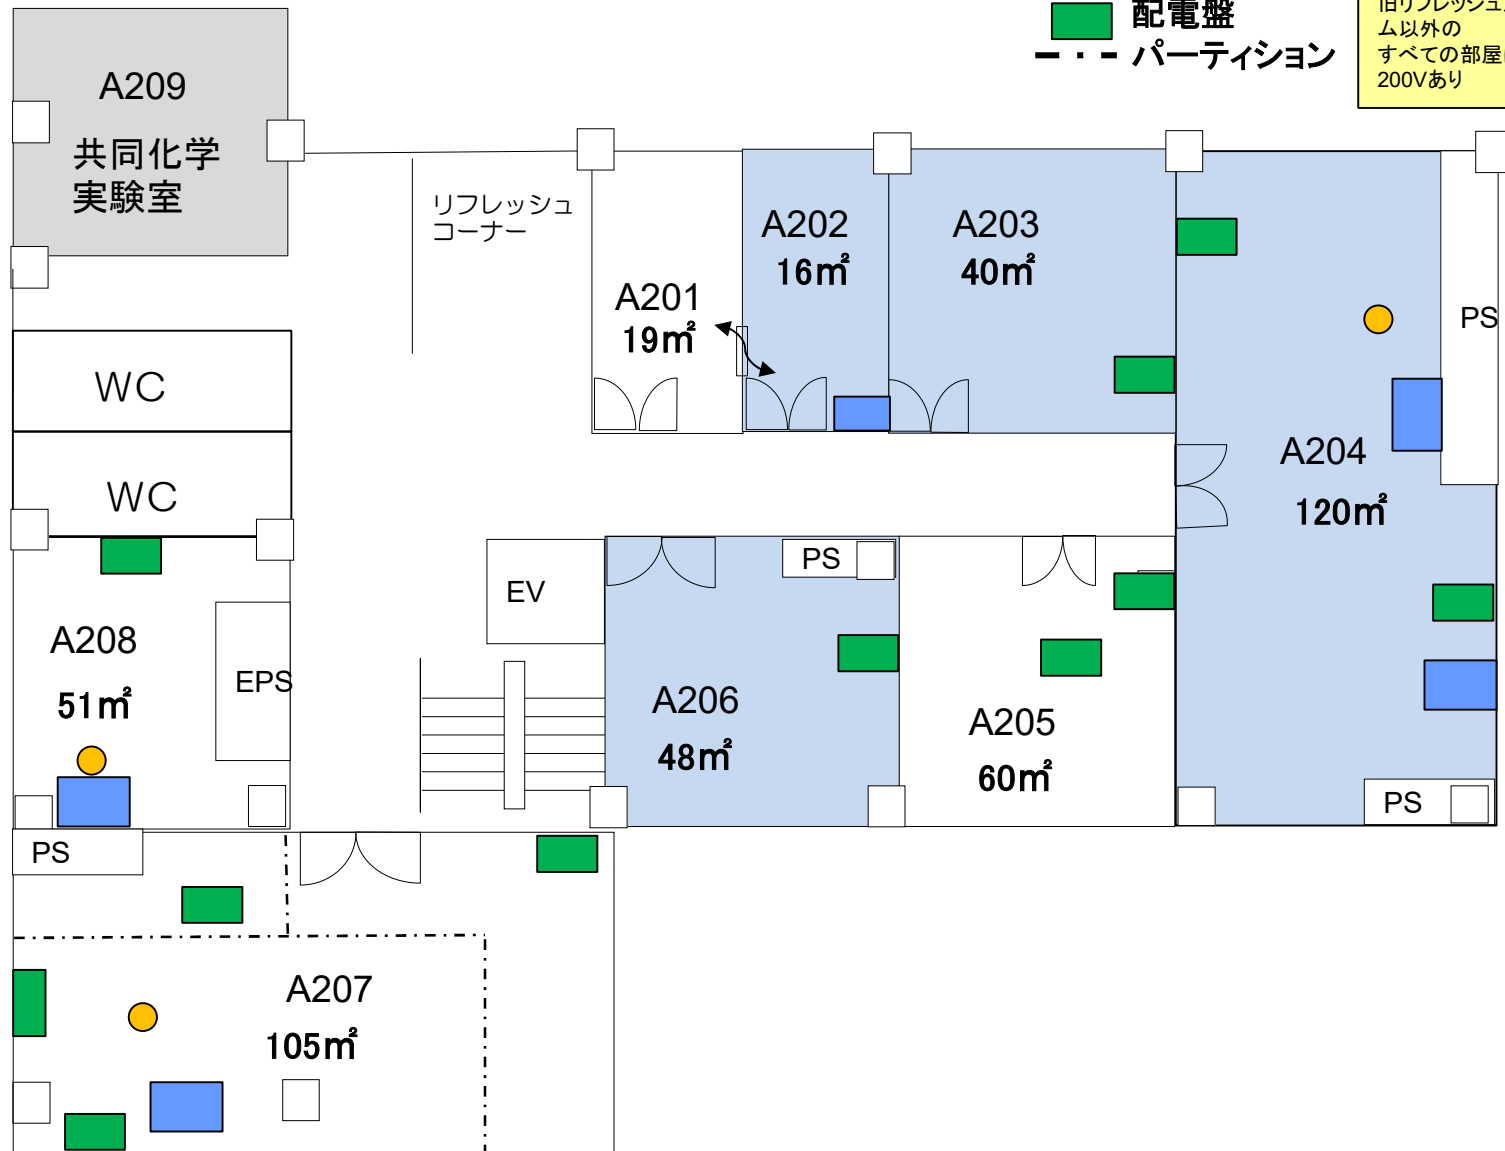 配電盤
パーティション
ム以外の
すべての部屋
200Vあり
A209
共同化学
実験室
リフレッシュ
コーナー
A201
19㎡
A202
16㎡
A203
40㎡
PS
A204
120㎡
WC
WC
EV
PS
A208
51㎡
EPS
A206
48㎡
A205
60㎡
PS
PS
A207
105㎡